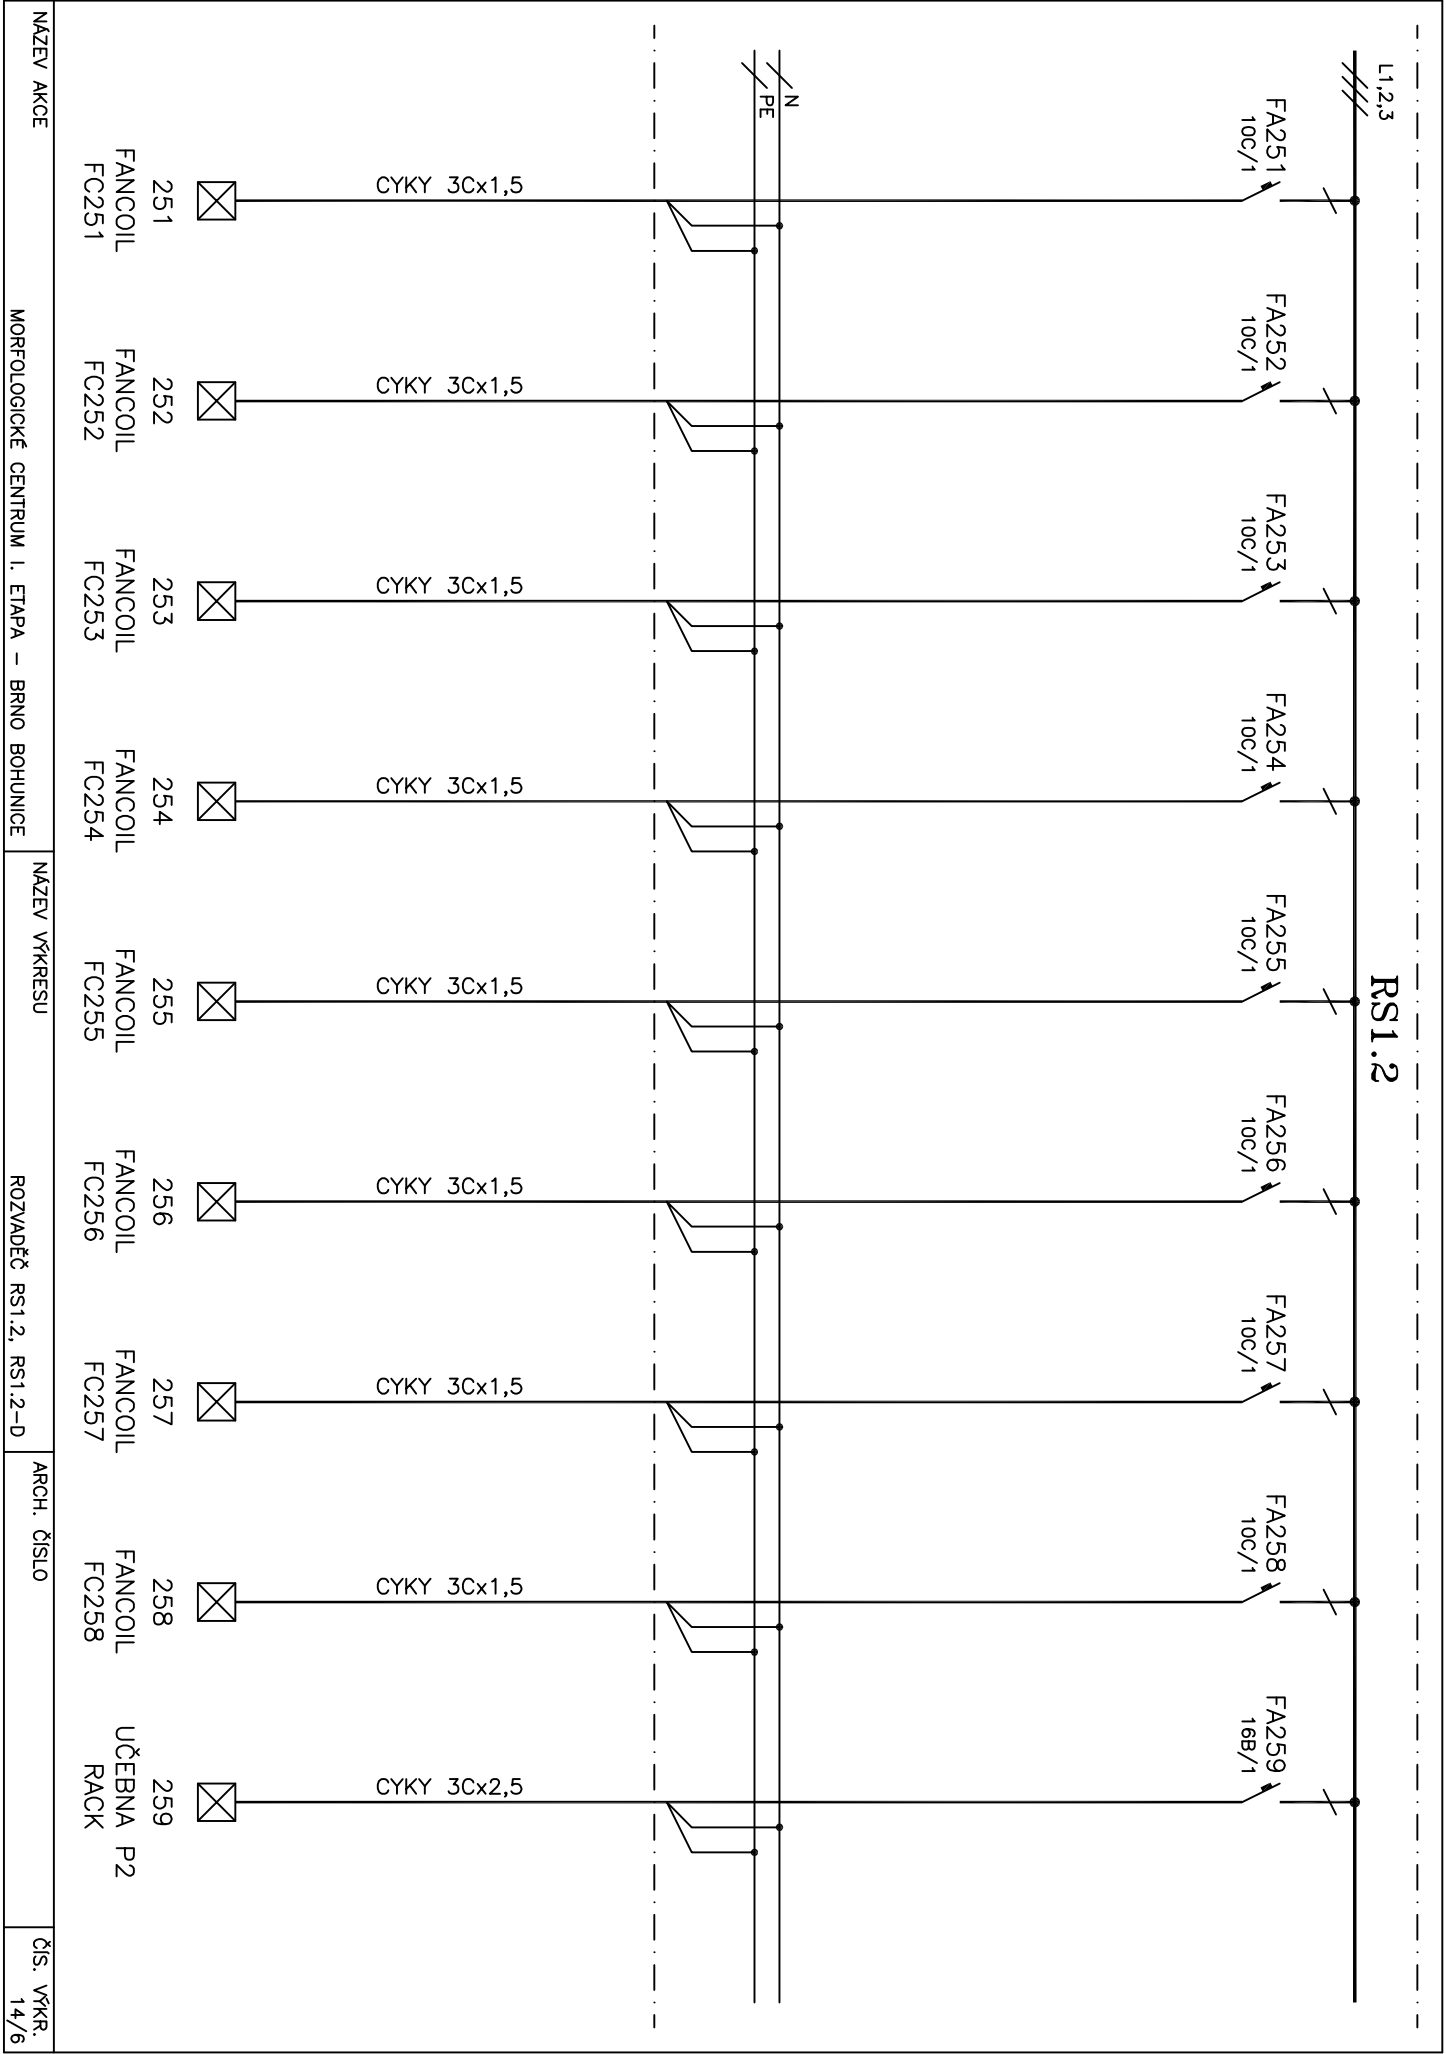 L1,2,3
RS1.2
FA251
10C/1
FA252
10C/1
FA253
10C/1
FA254
10C/1
FA255
10C/1
FA256
10C/1
FA257
10C/1
FA258
10C/1
FA259
16B/1
N
PE
CYKY 3Cx1,5
CYKY 3Cx1,5
CYKY 3Cx1,5
CYKY 3Cx1,5
CYKY 3Cx1,5
CYKY 3Cx1,5
CYKY 3Cx1,5
CYKY 3Cx1,5
CYKY 3Cx2,5
251
FANCOIL
FC251
252
FANCOIL
FC252
253
FANCOIL
FC253
254
FANCOIL
FC254
255
FANCOIL
FC255
256
FANCOIL
FC256
257
FANCOIL
FC257
258
FANCOIL
FC258
259
UČEBNA P2
RACK
NÁZEV AKCE
MORFOLOGICKÉ CENTRUM I. ETAPA – BRNO BOHUNICE
NÁZEV VÝKRESU
ROZVADĚČ RS1.2, RS1.2-D
ARCH. ČÍSLO
ČÍS. VÝKR.
14/6